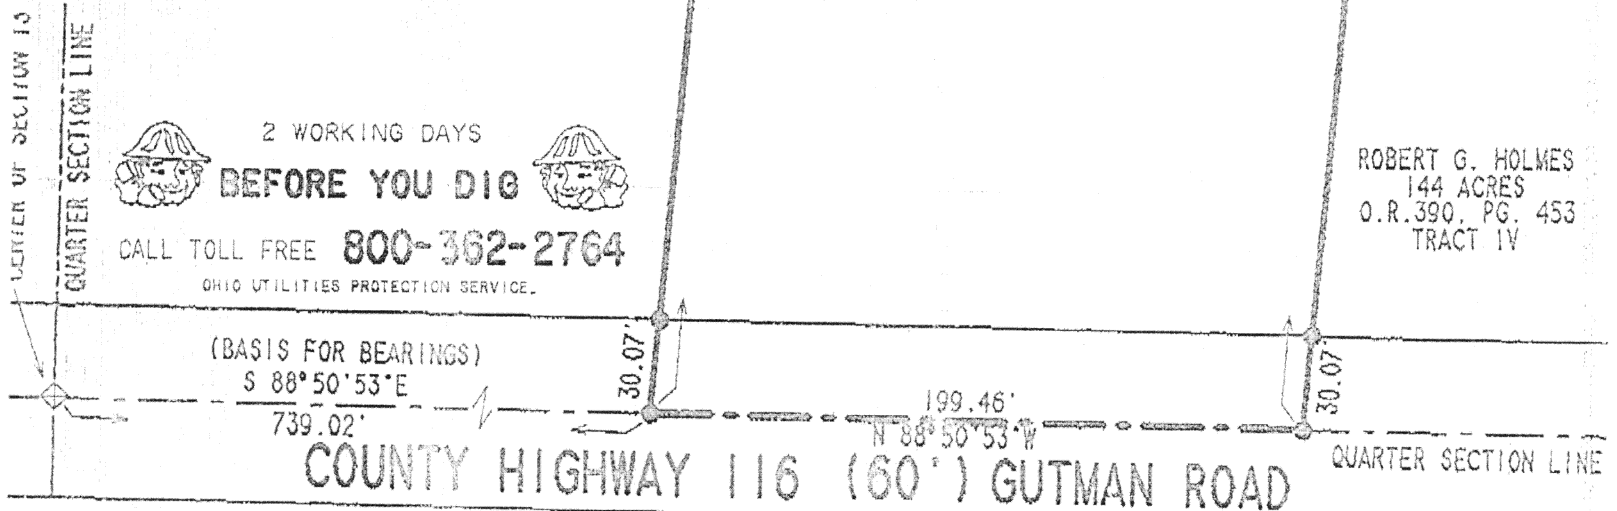 CENTER OF SECTION 13
QUARTER SECTION LINE
2 WORKING DAYS
BEFORE YOU DIG
CALL TOLL FREE 800-362-2764
OHIO UTILITIES PROTECTION SERVICE.
ROBERT G. HOLMES
144 ACRES
O.R.390, PG. 453
TRACT IV
(BASIS FOR BEARINGS)
S 88°50'53"E
739.02'
30.07'
199.46'
N 88°50'53"W
30.07'
QUARTER SECTION LINE
COUNTY HIGHWAY 116 (60') GUTMAN ROAD